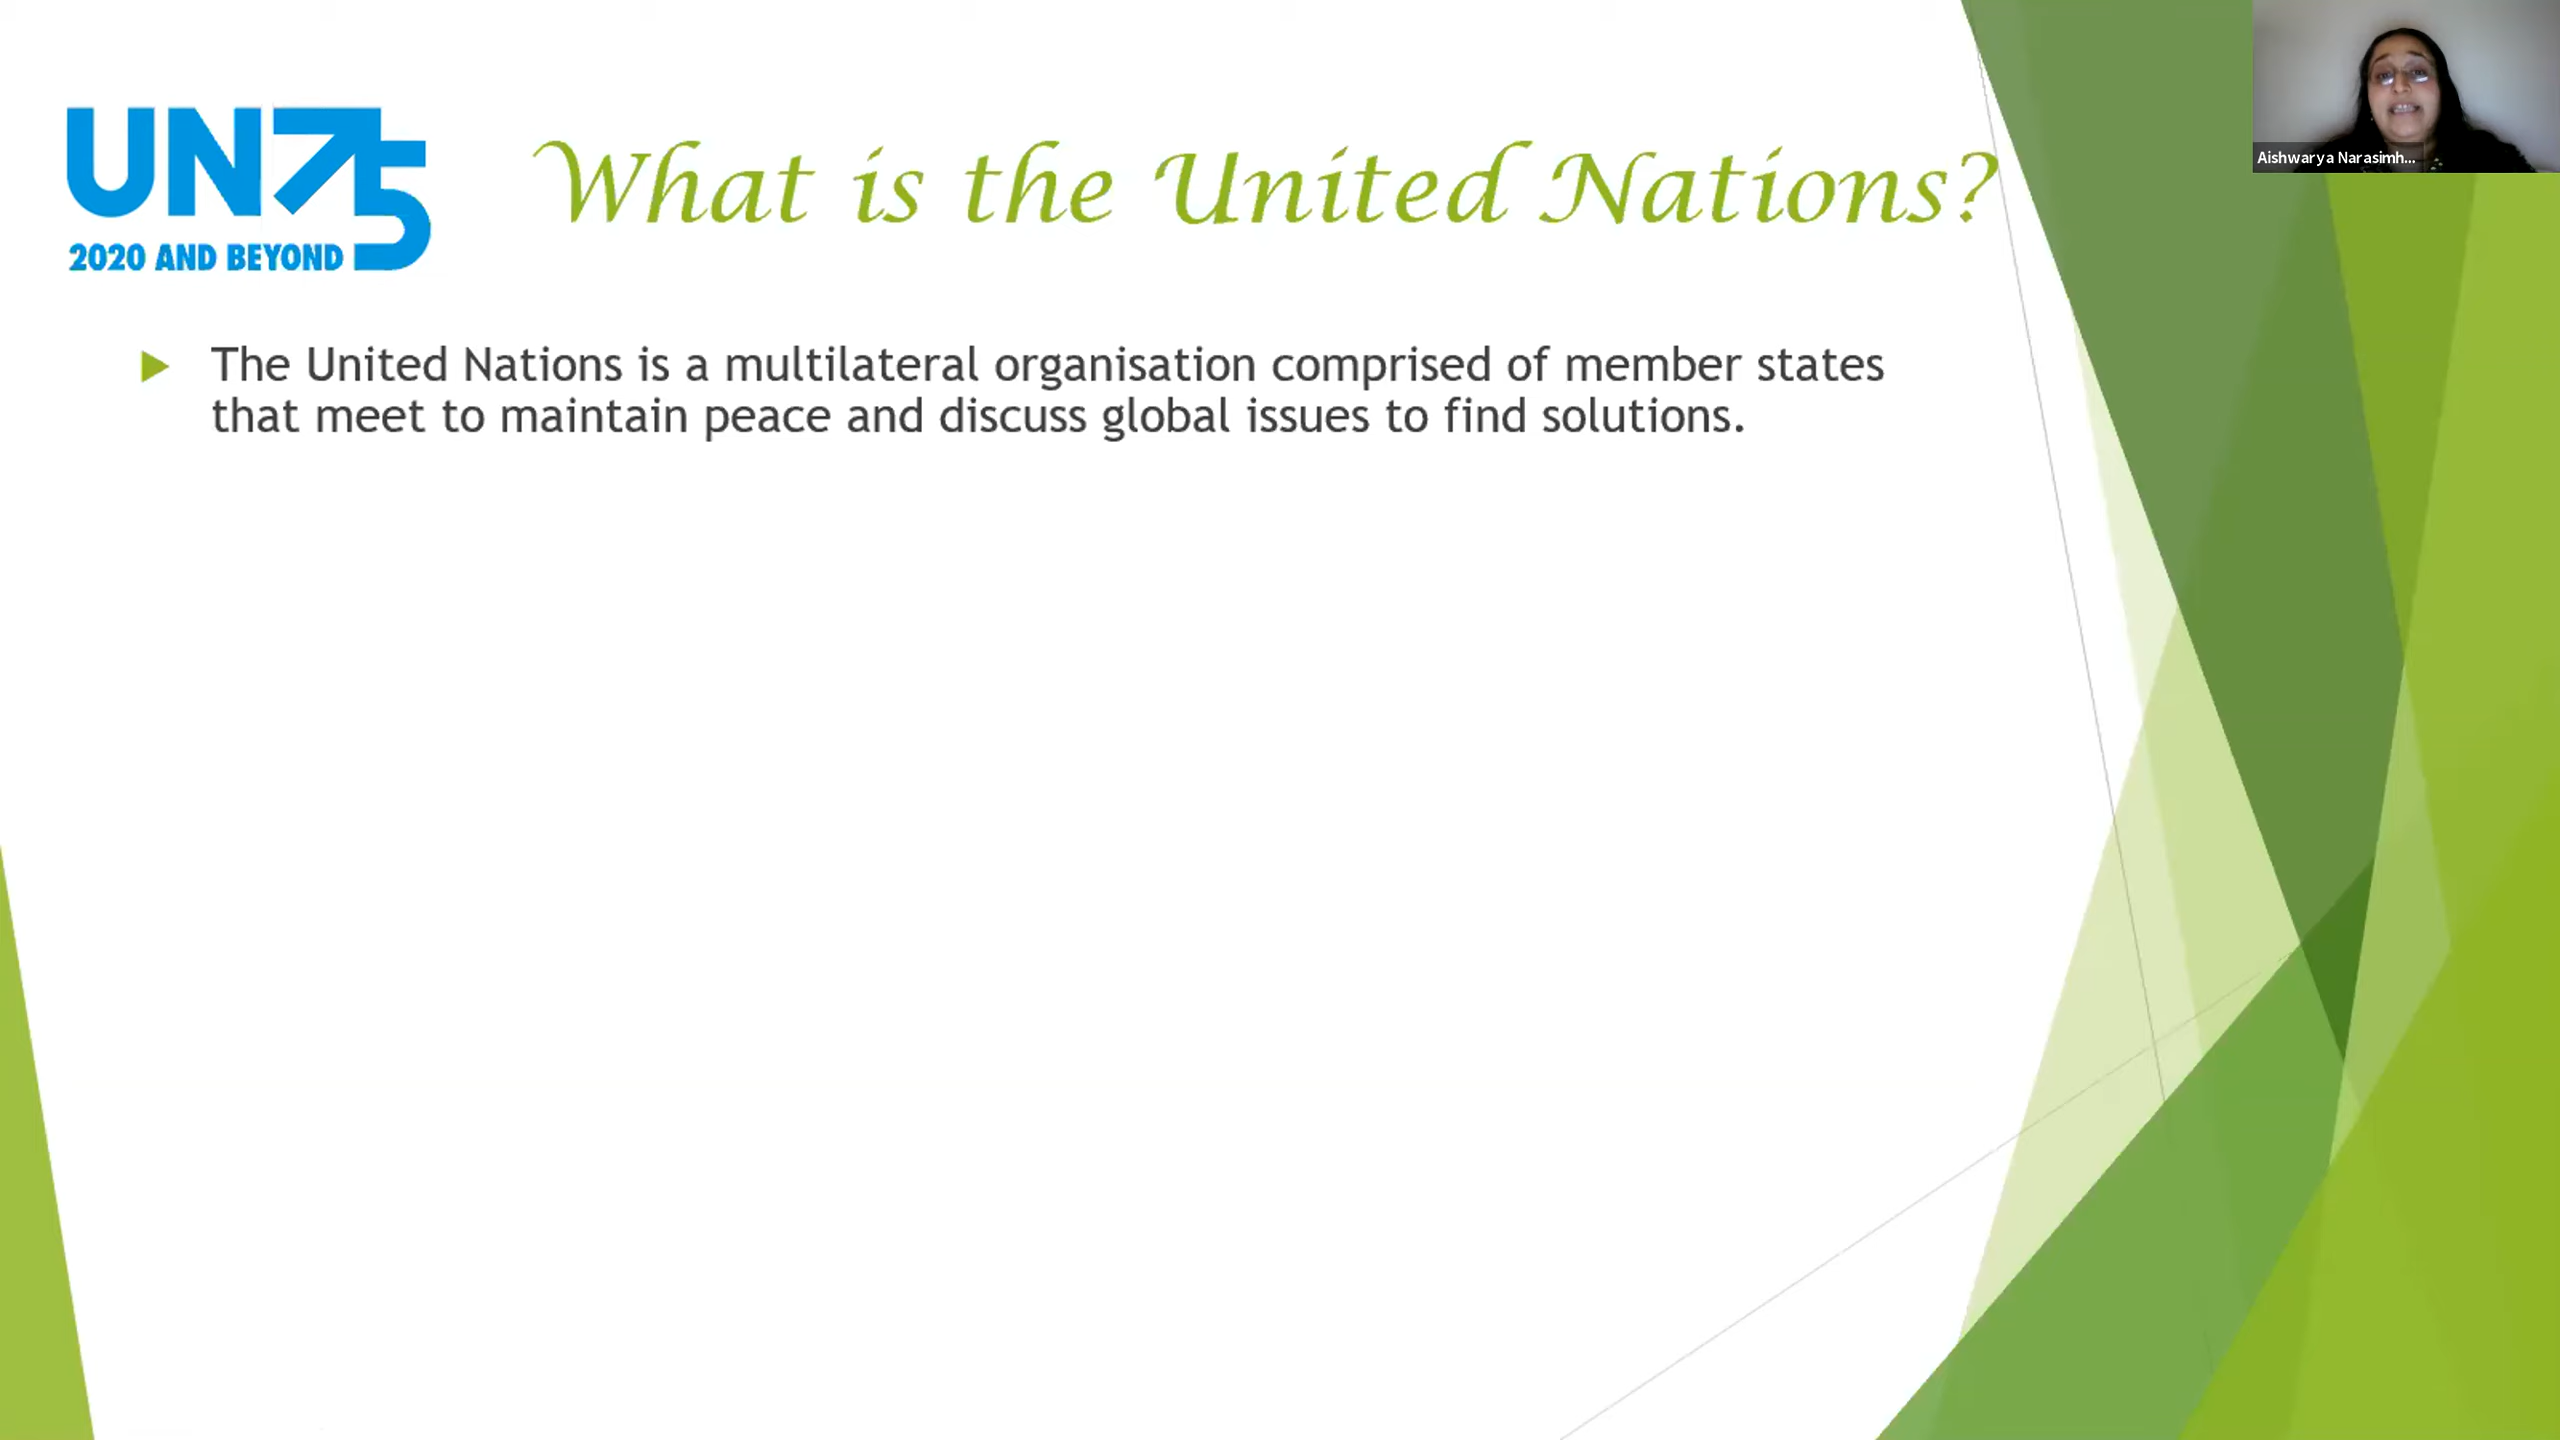 UN75
2020 AND BEYOND
What is the United Nations?
The United Nations is a multilateral organisation comprised of member states
that meet to maintain peace and discuss global issues to find solutions.
Aishwarya Narasimh...